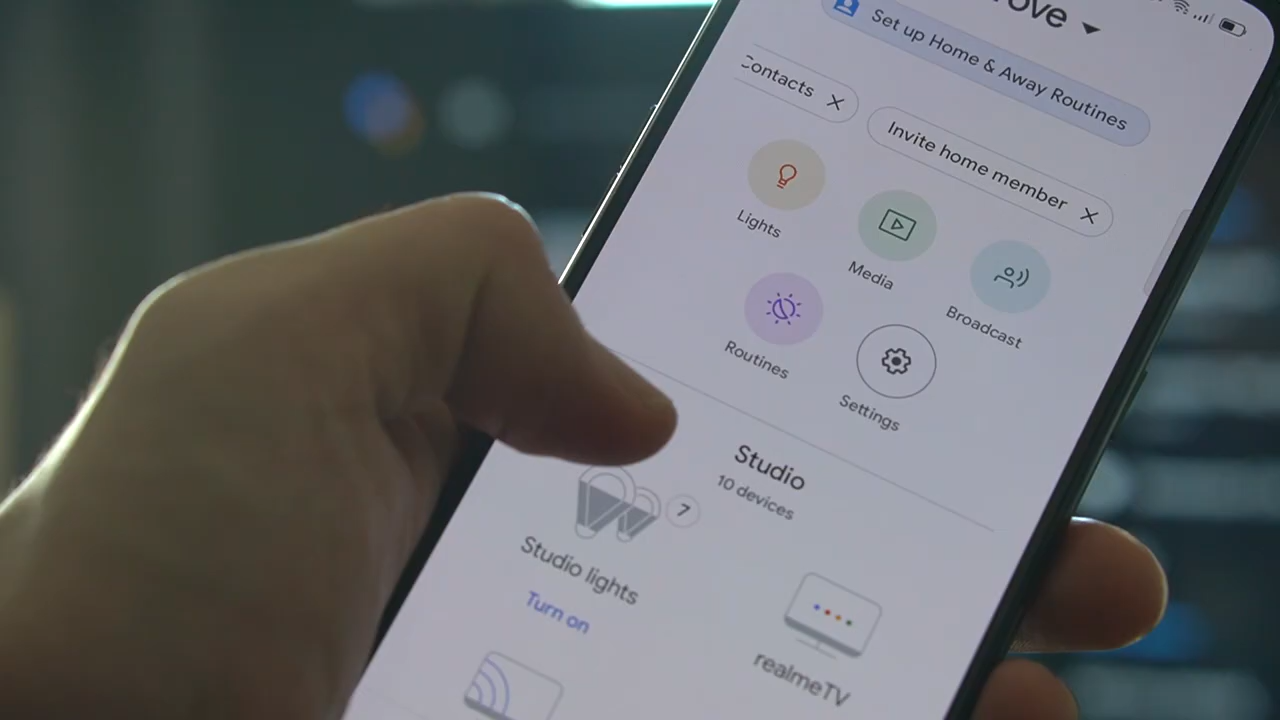 Set up Home & Away Routines
Contacts
Invite home member
Lights
Media
Broadcast
Routines
Settings
Studio
10 devices
7
Studio lights
Turn on
realmeTV